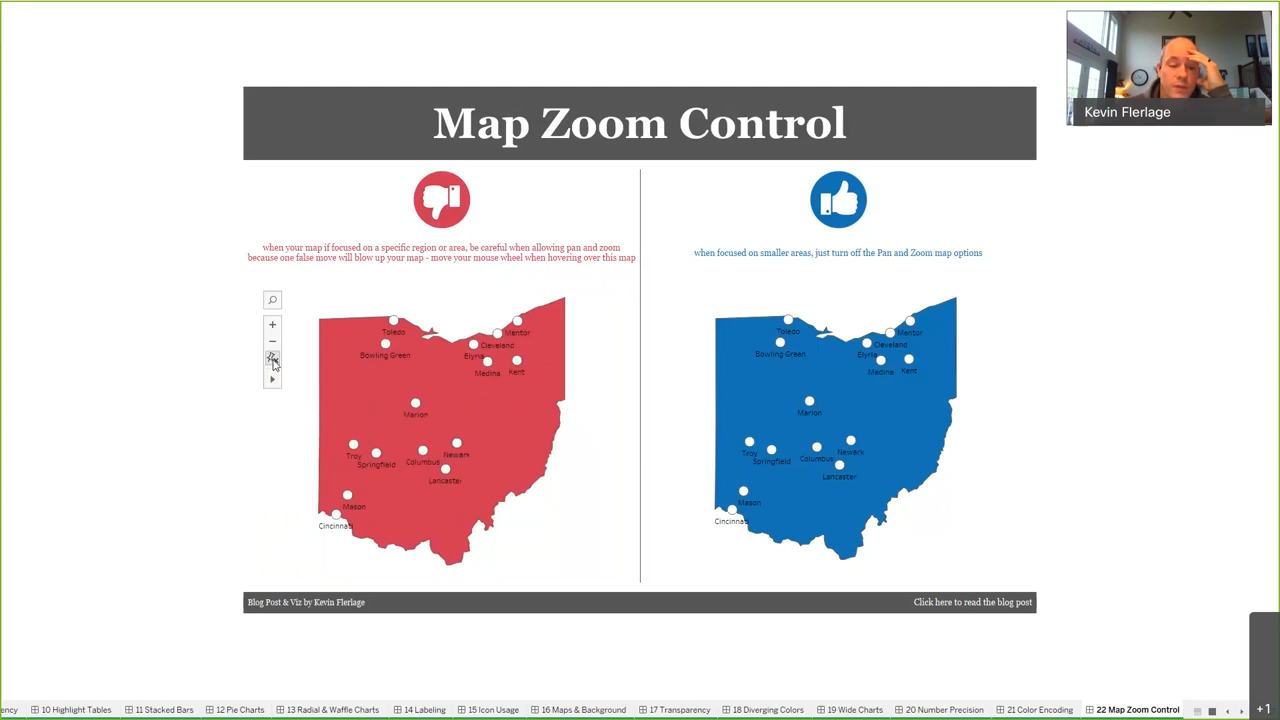 Kevin Flerlage
Map Zoom Control
when your map if focused on a specific region or area, be careful when allowing pan and zoom
because one false move will blow up your map - move your mouse wheel when hovering over this map
when focused on smaller areas, just turn off the Pan and Zoom map options
Toledo
Mentor
Cleveland
Bowling Green
Elyria
Medina
Kent
Marion
Troy
Springfield
Columbus
Newark
Lancaster
Mason
Cincinnati
Toledo
Mentor
Cleveland
Bowling Green
Elyria
Medina
Kent
Marion
Troy
Springfield
Columbus
Newark
Lancaster
Mason
Cincinnati
Blog Post & Viz by Kevin Flerlage
Click here to read the blog post
ency 10 Highlight Tables 11 Stacked Bars 12 Pie Charts 13 Radial & Waffle Charts 14 Labeling 15 Icon Usage 16 Maps & Background 17 Transparency 18 Diverging Colors 19 Wide Charts 20 Number Precision 21 Color Encoding 22 Map Zoom Control
+1